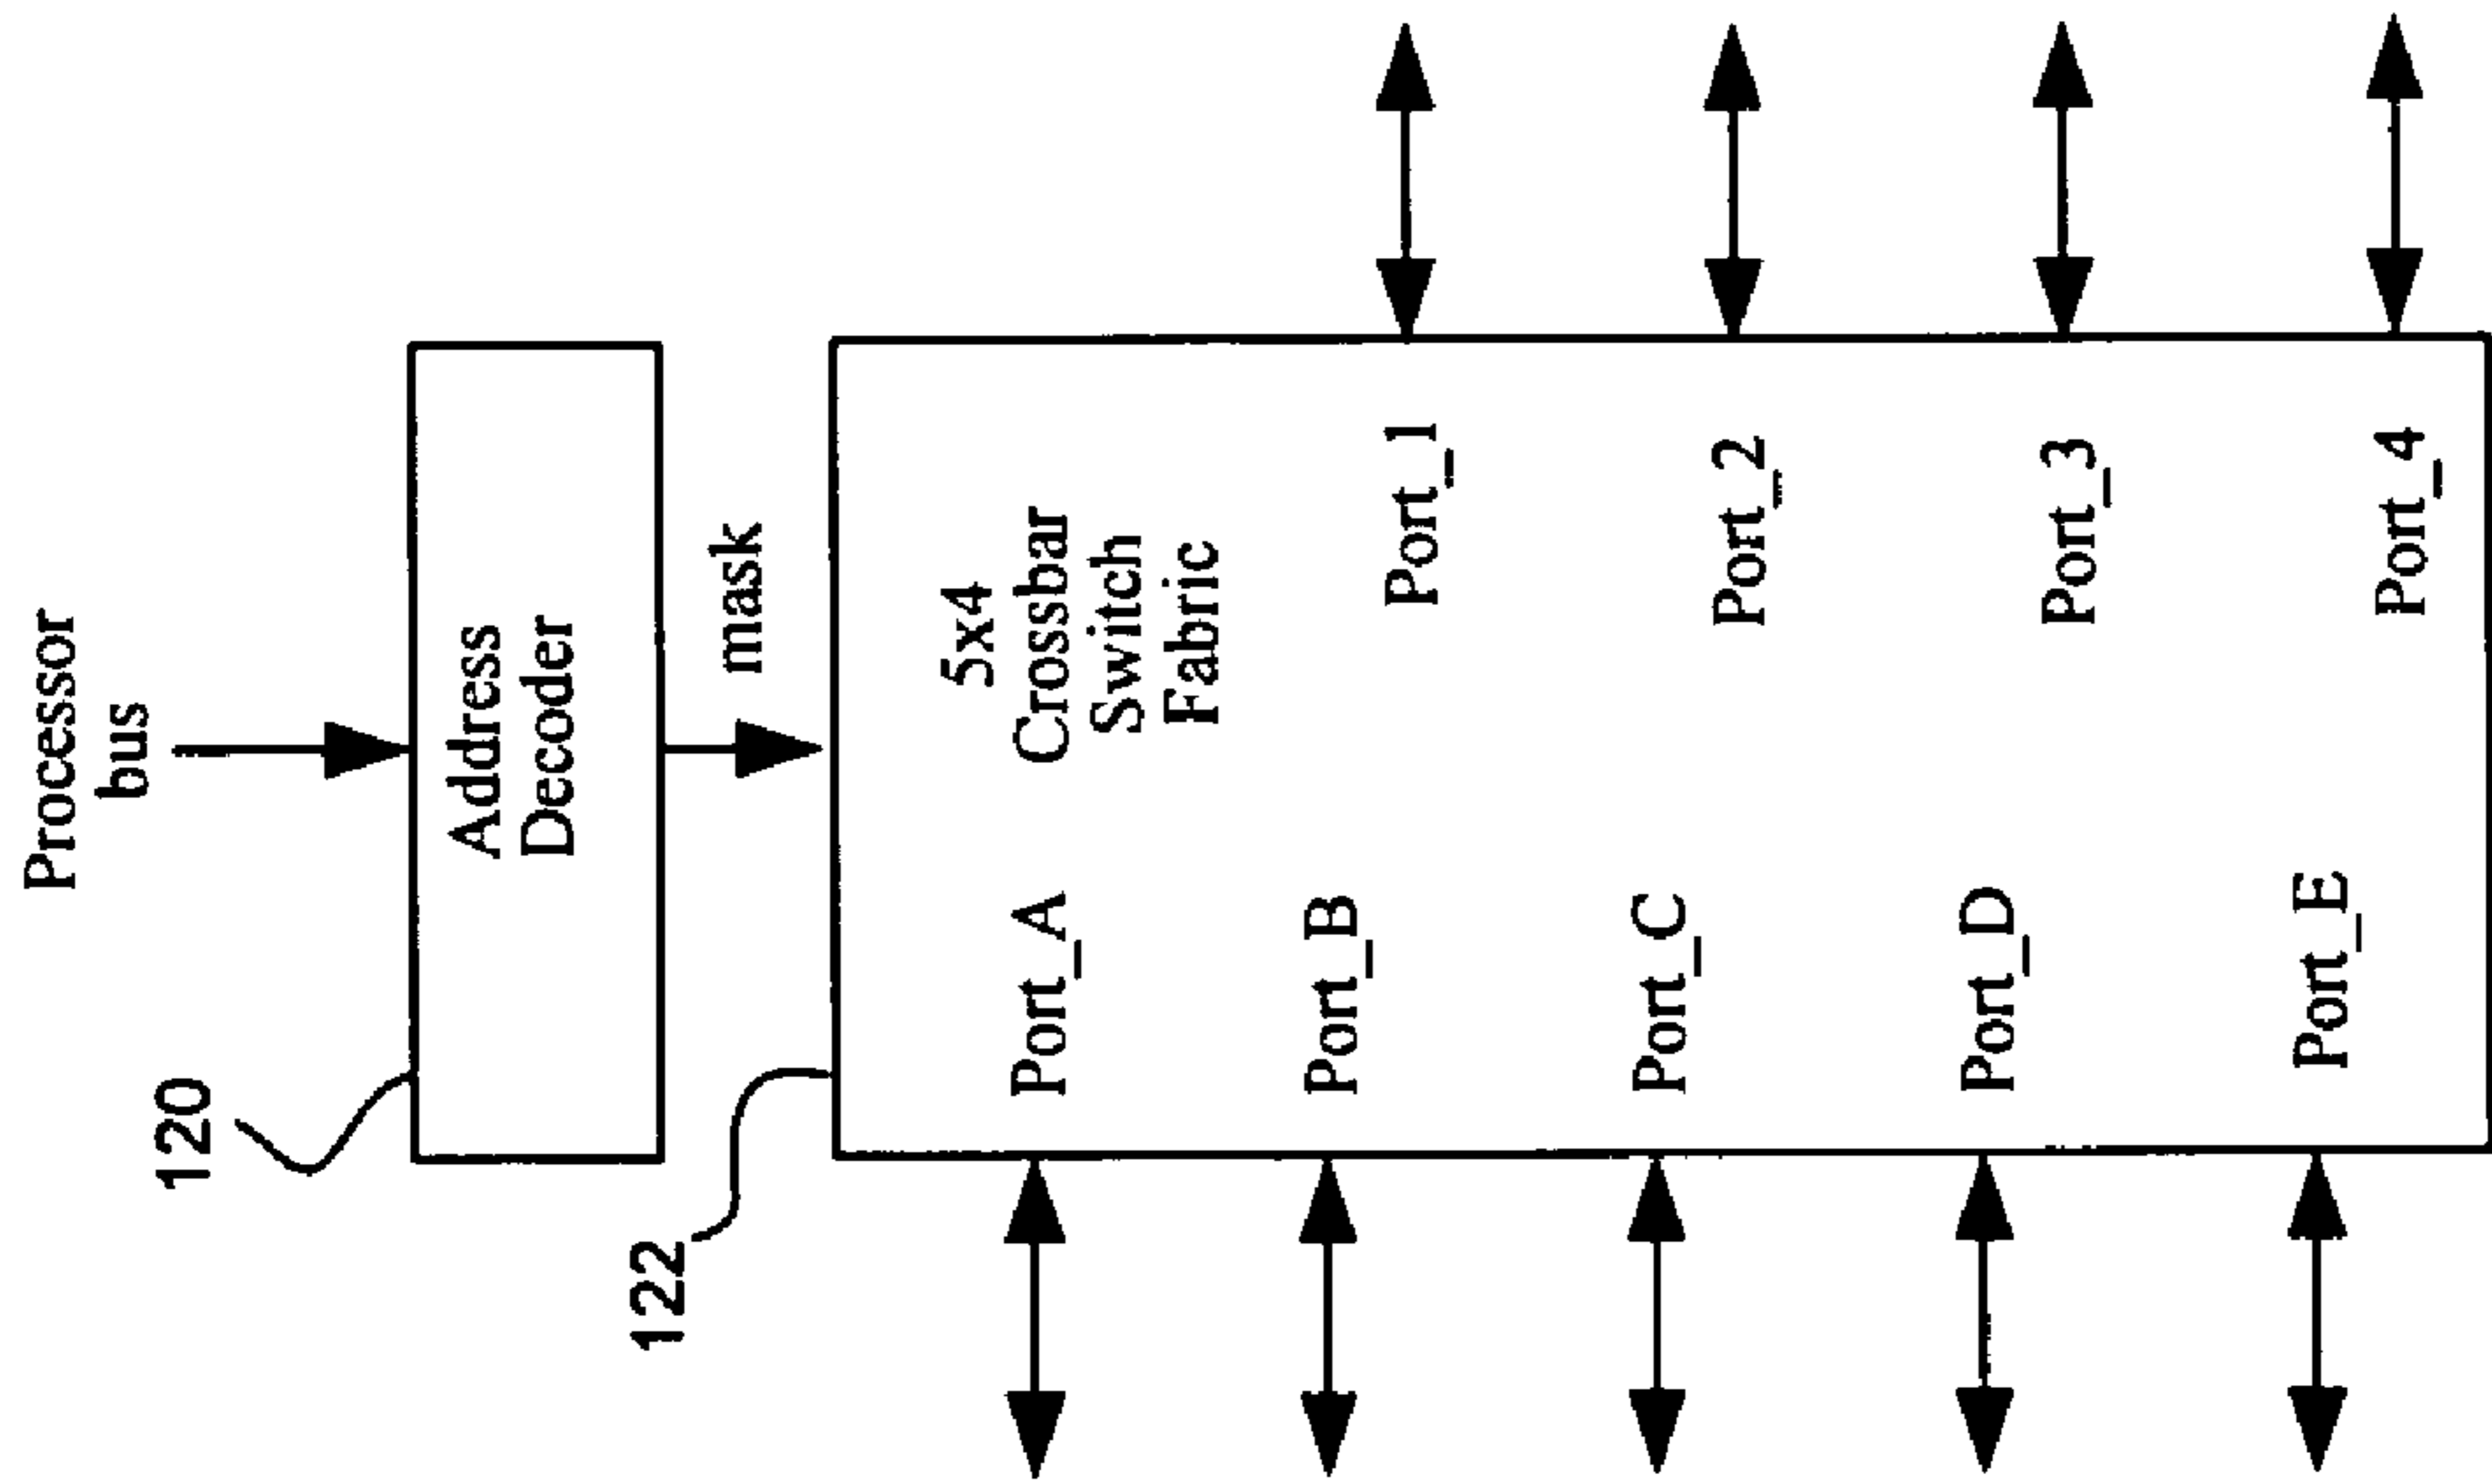 Processor
bus
120
Address
Decoder
mask
122
5x4
Crossbar
Switch
Fabric
Port_A
Port_B
Port_C
Port_D
Port_E
Port_1
Port_2
Port_3
Port_4